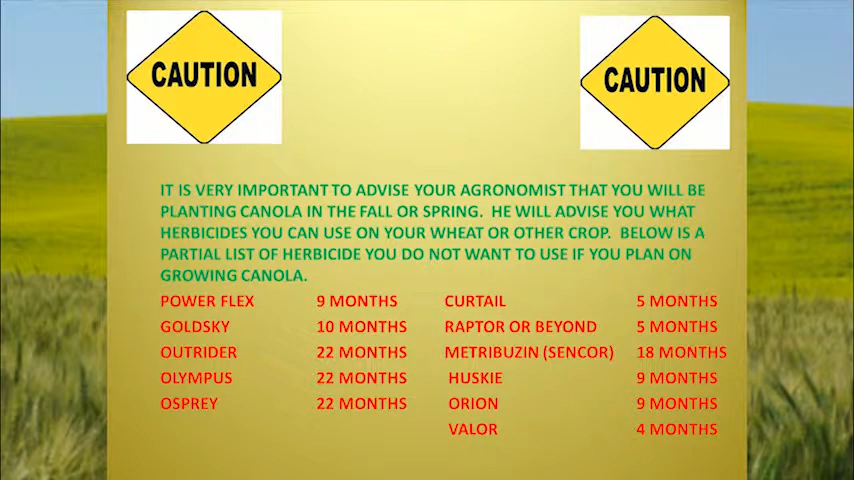 CAUTION
CAUTION
IT IS VERY IMPORTANT TO ADVISE YOUR AGRONOMIST THAT YOU WILL BE
PLANTING CANOLA IN THE FALL OR SPRING. HE WILL ADVISE YOU WHAT
HERBICIDES YOU CAN USE ON YOUR WHEAT OR OTHER CROP. BELOW IS A
PARTIAL LIST OF HERBICIDE YOU DO NOT WANT TO USE IF YOU PLAN ON
GROWING CANOLA.
POWER FLEX 9 MONTHS CURTAIL 5 MONTHS
GOLDSKY 10 MONTHS RAPTOR OR BEYOND 5 MONTHS
OUTRIDER 22 MONTHS METRIBUZIN (SENCOR) 18 MONTHS
OLYMPUS 22 MONTHS HUSKIE 9 MONTHS
OSPREY 22 MONTHS ORION 9 MONTHS
VALOR 4 MONTHS